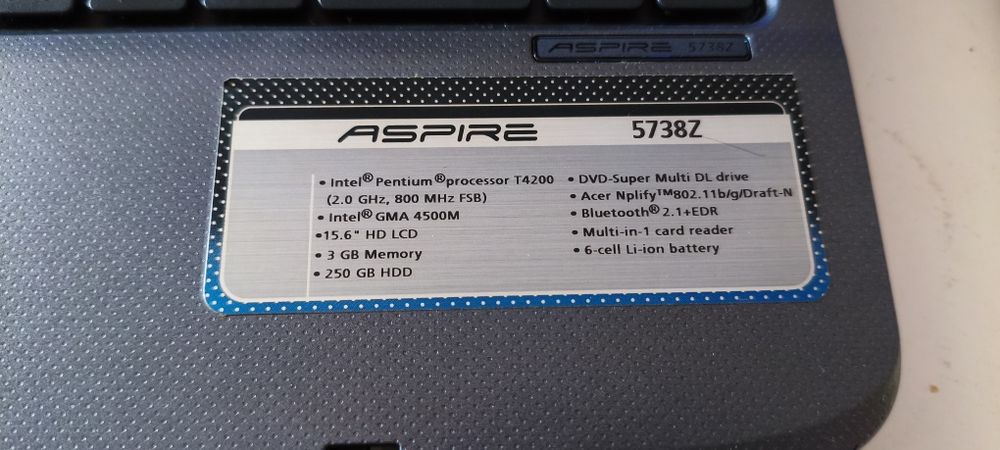 ASPIRE 5738Z
ASPIRE 5738Z
• Intel® Pentium® processor T4200
(2.0 GHz, 800 MHz FSB)
• Intel® GMA 4500M
• 15.6" HD LCD
• 3 GB Memory
• 250 GB HDD
• DVD-Super Multi DL drive
• Acer Nplify™802.11b/g/Draft-N
• Bluetooth® 2.1+EDR
• Multi-in-1 card reader
• 6-cell Li-ion battery